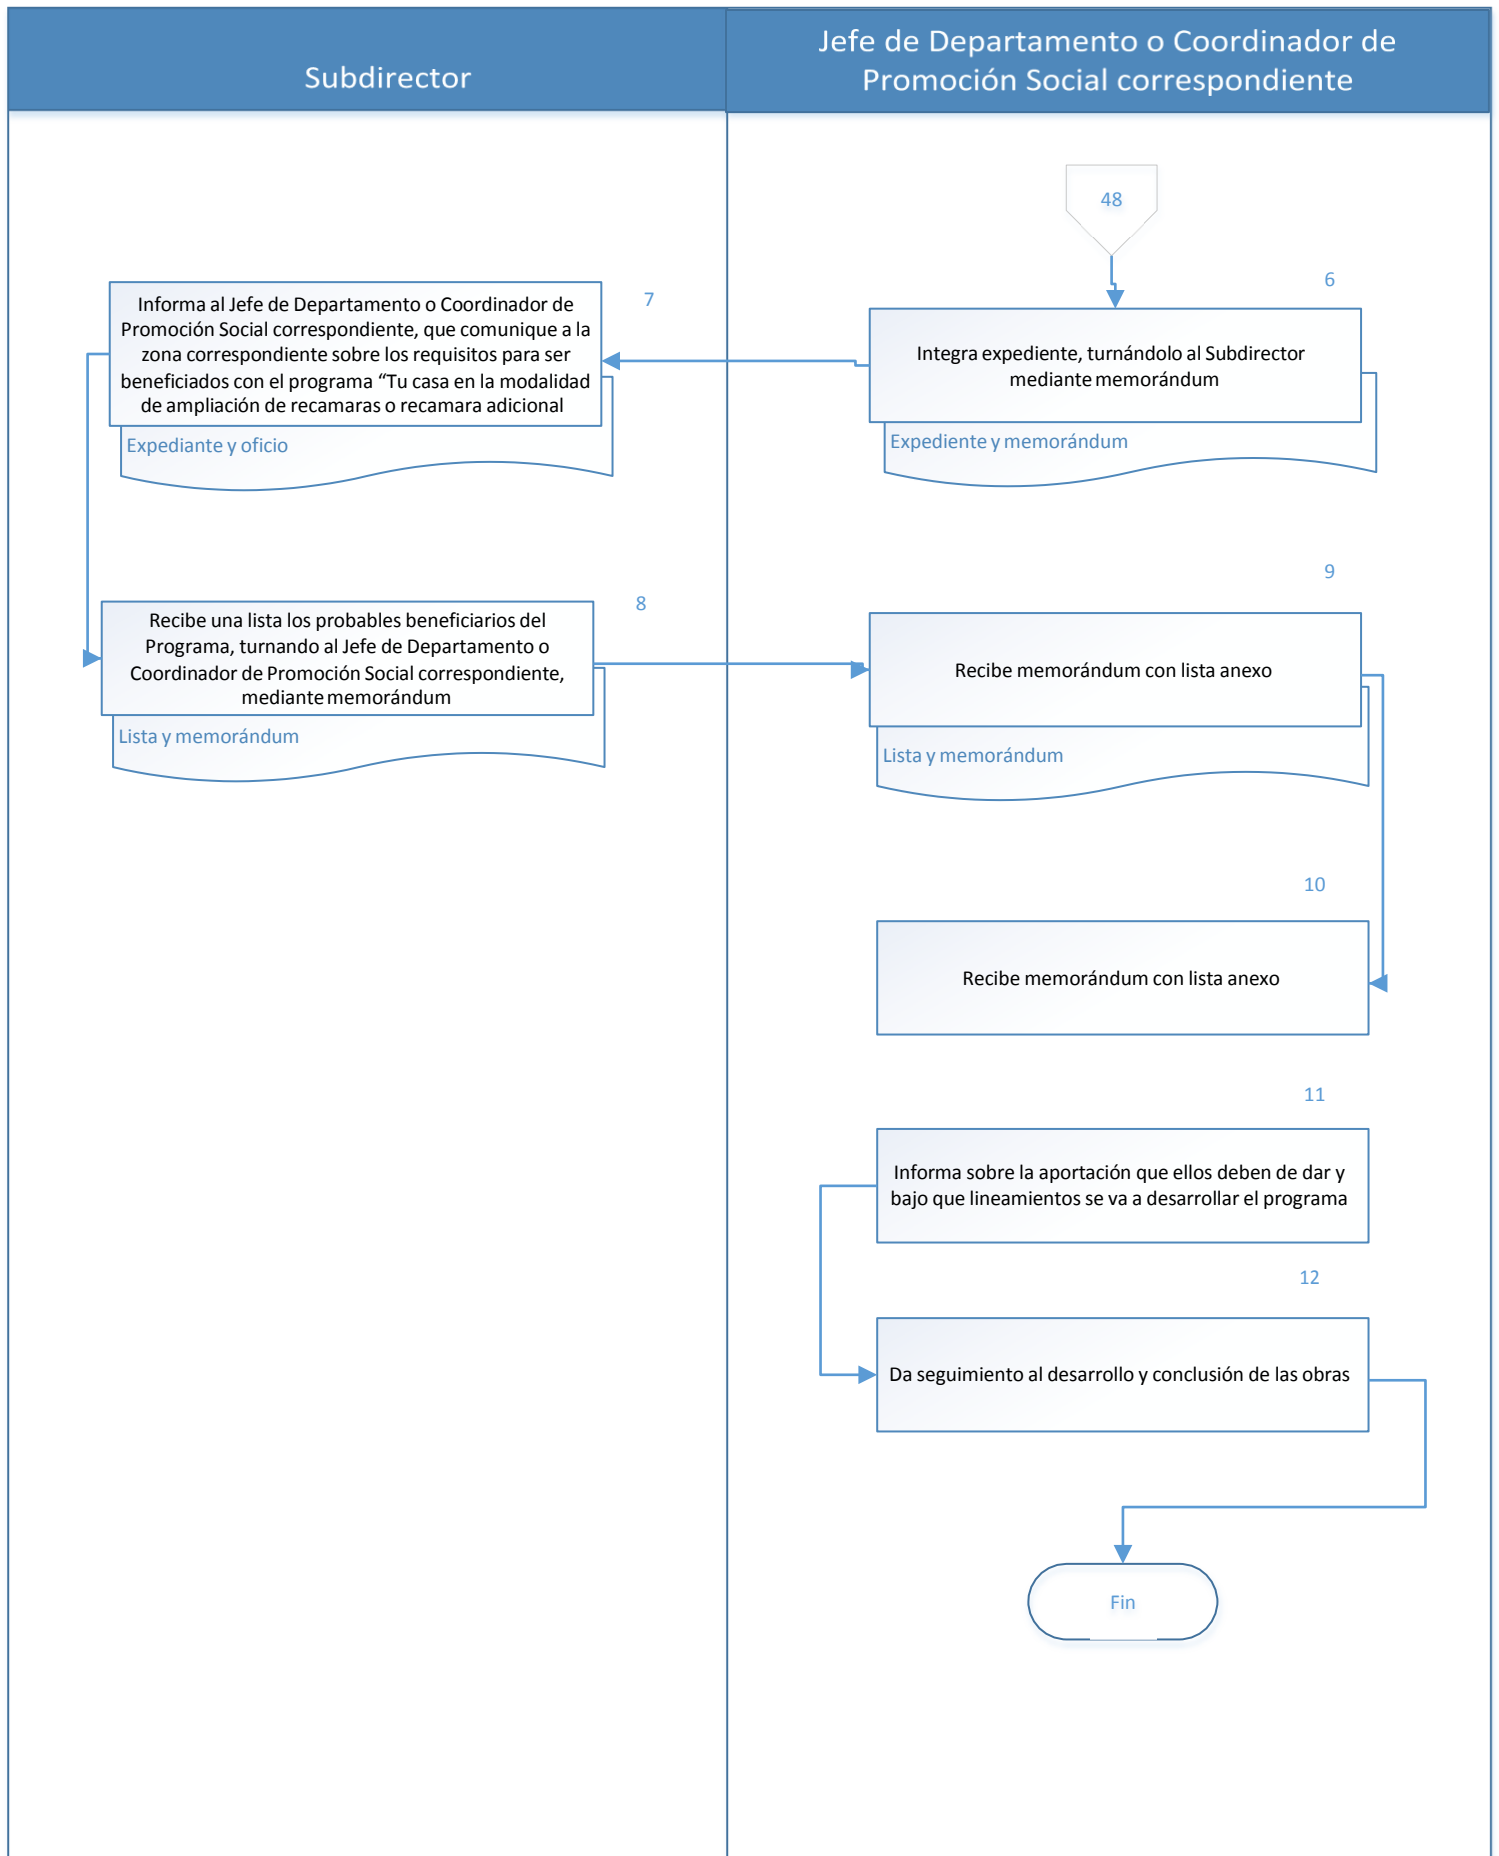 Subdirector
Jefe de Departamento o Coordinador de
Promoción Social correspondiente
48
6
Integra expediente, turnándolo al Subdirector
mediante memorándum
Expediente y memorándum
7
Informa al Jefe de Departamento o Coordinador de
Promoción Social correspondiente, que comunique a la
zona correspondiente sobre los requisitos para ser
beneficiados con el programa “Tu casa en la modalidad
de ampliación de recamaras o recamara adicional
Expediante y oficio
8
Recibe una lista los probables beneficiarios del
Programa, turnando al Jefe de Departamento o
Coordinador de Promoción Social correspondiente,
mediante memorándum
Lista y memorándum
9
Recibe memorándum con lista anexo
Lista y memorándum
10
Recibe memorándum con lista anexo
11
Informa sobre la aportación que ellos deben de dar y
bajo que lineamientos se va a desarrollar el programa
12
Da seguimiento al desarrollo y conclusión de las obras
Fin